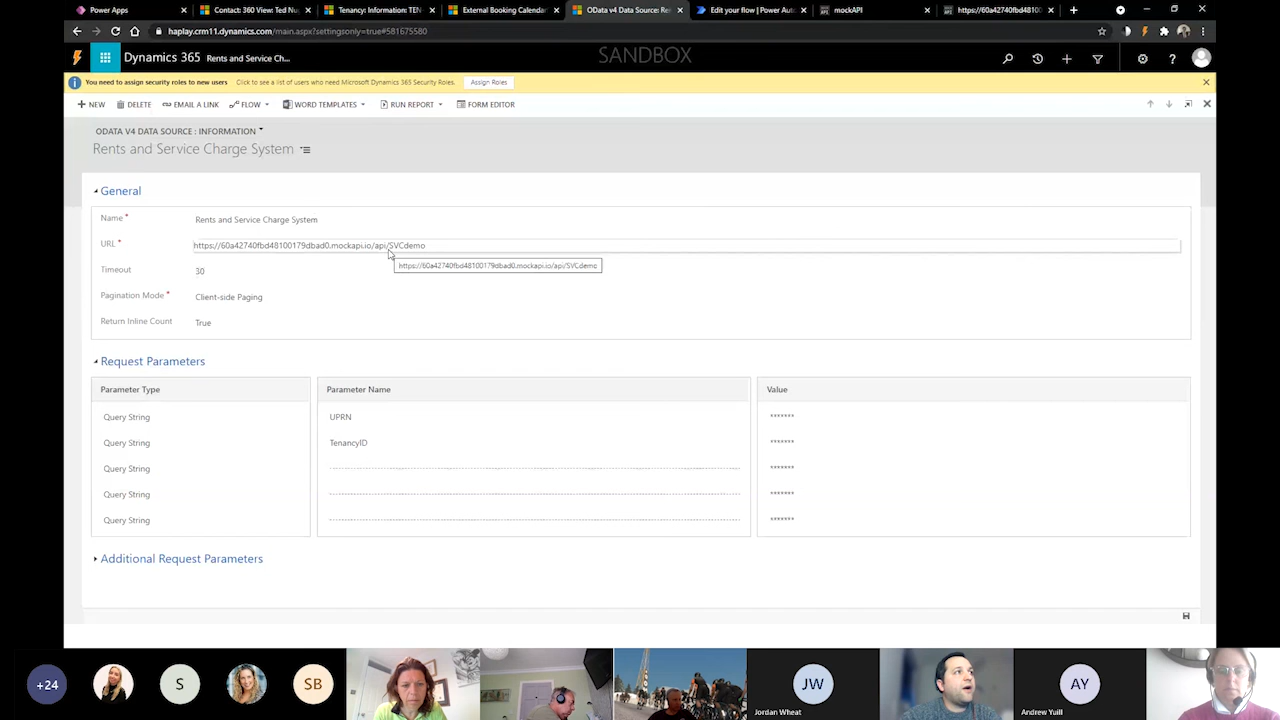 Power Apps
Contact: 360 View: Ted Nu
Tenancy: Information: TEN
External Booking Calendar
OData v4 Data Source: Re
Edit your flow | Power Aut
mockAPI
https://60a42740fbd48100
haplay.crm11.dynamics.com/main.aspx?settingsonly=true#581675580
Dynamics 365 Rents and Service Ch...
SANDBOX
You need to assign security roles to new users Click to see a list of users who need Microsoft Dynamics 365 Security Roles. Assign Roles
NEW DELETE EMAIL A LINK FLOW WORD TEMPLATES RUN REPORT FORM EDITOR
ODATA V4 DATA SOURCE : INFORMATION
Rents and Service Charge System
General
Name * Rents and Service Charge System
URL * https://60a42740fbd48100179dbad0.mockapi.io/api/SVCdemo
https://60a42740fbd48100179dbad0.mockapi.io/api/SVCdemo
Timeout 30
Pagination Mode * Client-side Paging
Return Inline Count True
Request Parameters
Parameter Type Parameter Name Value
Query String UPRN *******
Query String TenancyID *******
Query String *******
Query String *******
Query String *******
Additional Request Parameters
+24
S
SB
JW
Jordan Wheat
AY
Andrew Yuill